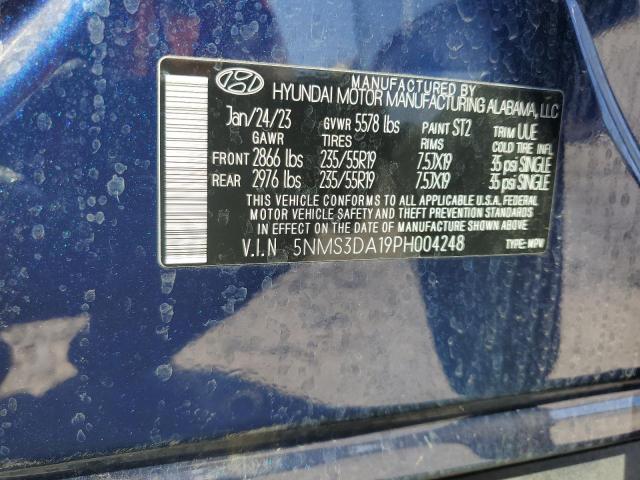 MANUFACTURED BY
HYUNDAI MOTOR MANUFACTURING ALABAMA, LLC
Jan/24/23 GVWR 5578 lbs PAINT ST2 TRIM UUE
GAWR TIRES RIMS COLD TIRE INFL
FRONT 2866 lbs 235/55R19 7.5JX19 35 psi SINGLE
REAR 2976 lbs 235/55R19 7.5JX19 35 psi SINGLE
THIS VEHICLE CONFORMS TO ALL APPLICABLE U.S.A. FEDERAL
MOTOR VEHICLE SAFETY BUMPER AND THEFT PREVENTION STANDARDS
IN EFFECT ON THE DATE OF MANUFACTURE SHOWN ABOVE.
V.I.N 5NMS3DA19PH004248 TYPE: MPV